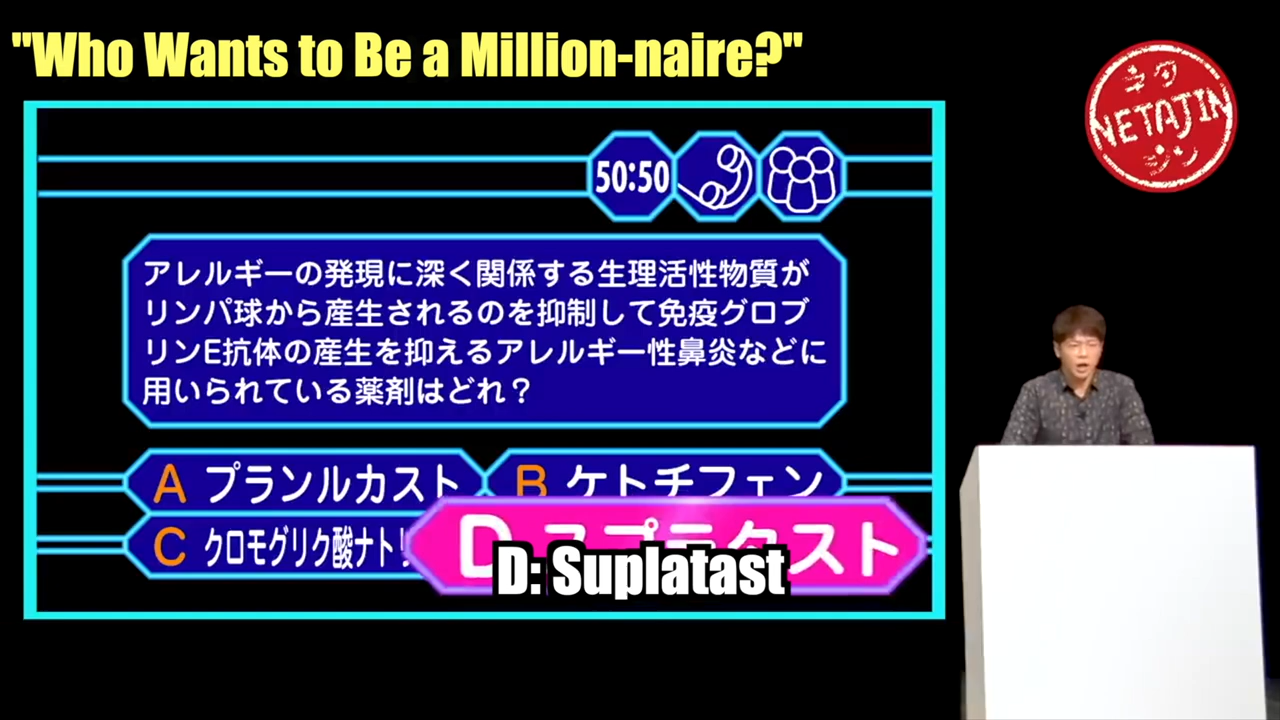 "Who Wants to Be a Million-naire?"
ネタ
NETAJIN
ジン
50:50
アレルギーの発現に深く関係する生理活性物質が
リンパ球から産生されるのを抑制して免疫グロブ
リンE抗体の産生を抑えるアレルギー性鼻炎などに
用いられている薬剤はどれ?
A プランルカスト
B ケトチフェン
C クロモグリク酸ナトリ
D スプラタスト
D: Suplatast